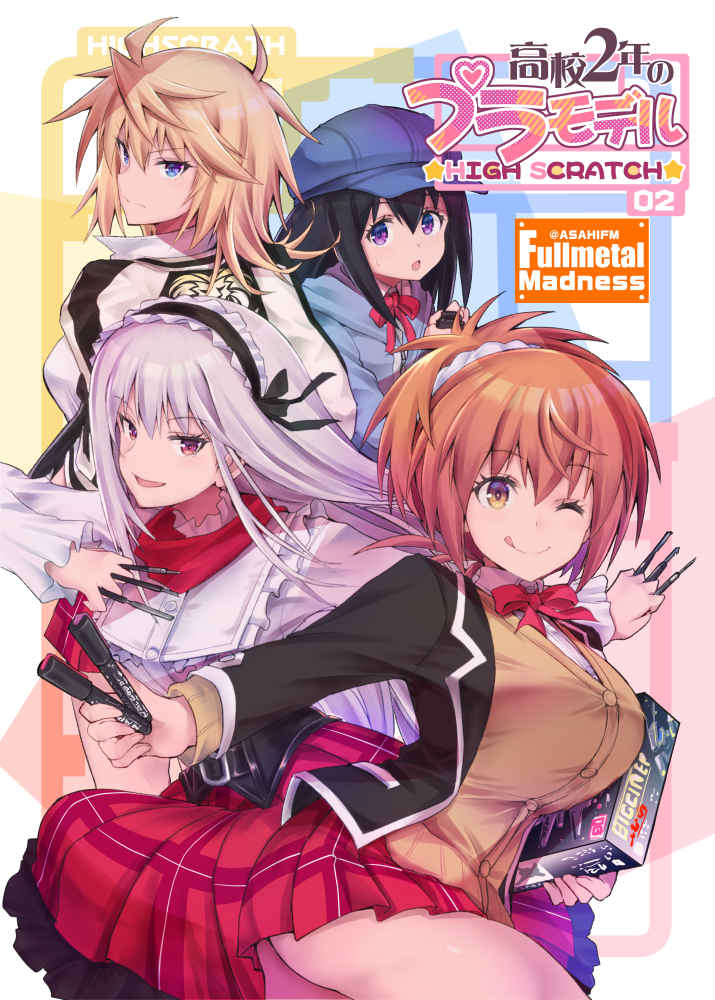 HIGHSCRATH
高校2年の
プラモデル
HIGH SCRATCH
02
@ASAHIFM
Fullmetal
Madness